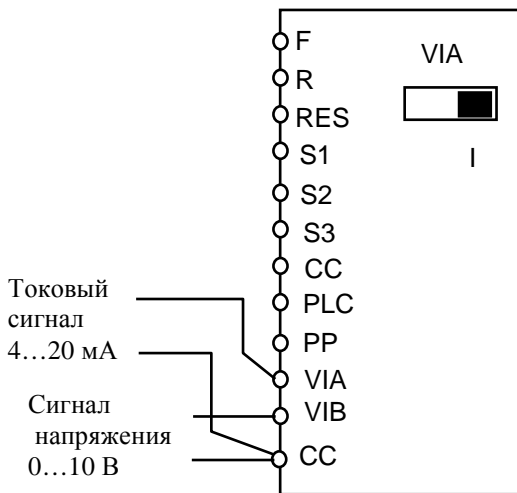 F
R
RES
S1
S2
S3
CC
PLC
PP
VIA
VIB
CC
VIA
I
Токовый
сигнал
4…20 мА
Сигнал
напряжения
0…10 В